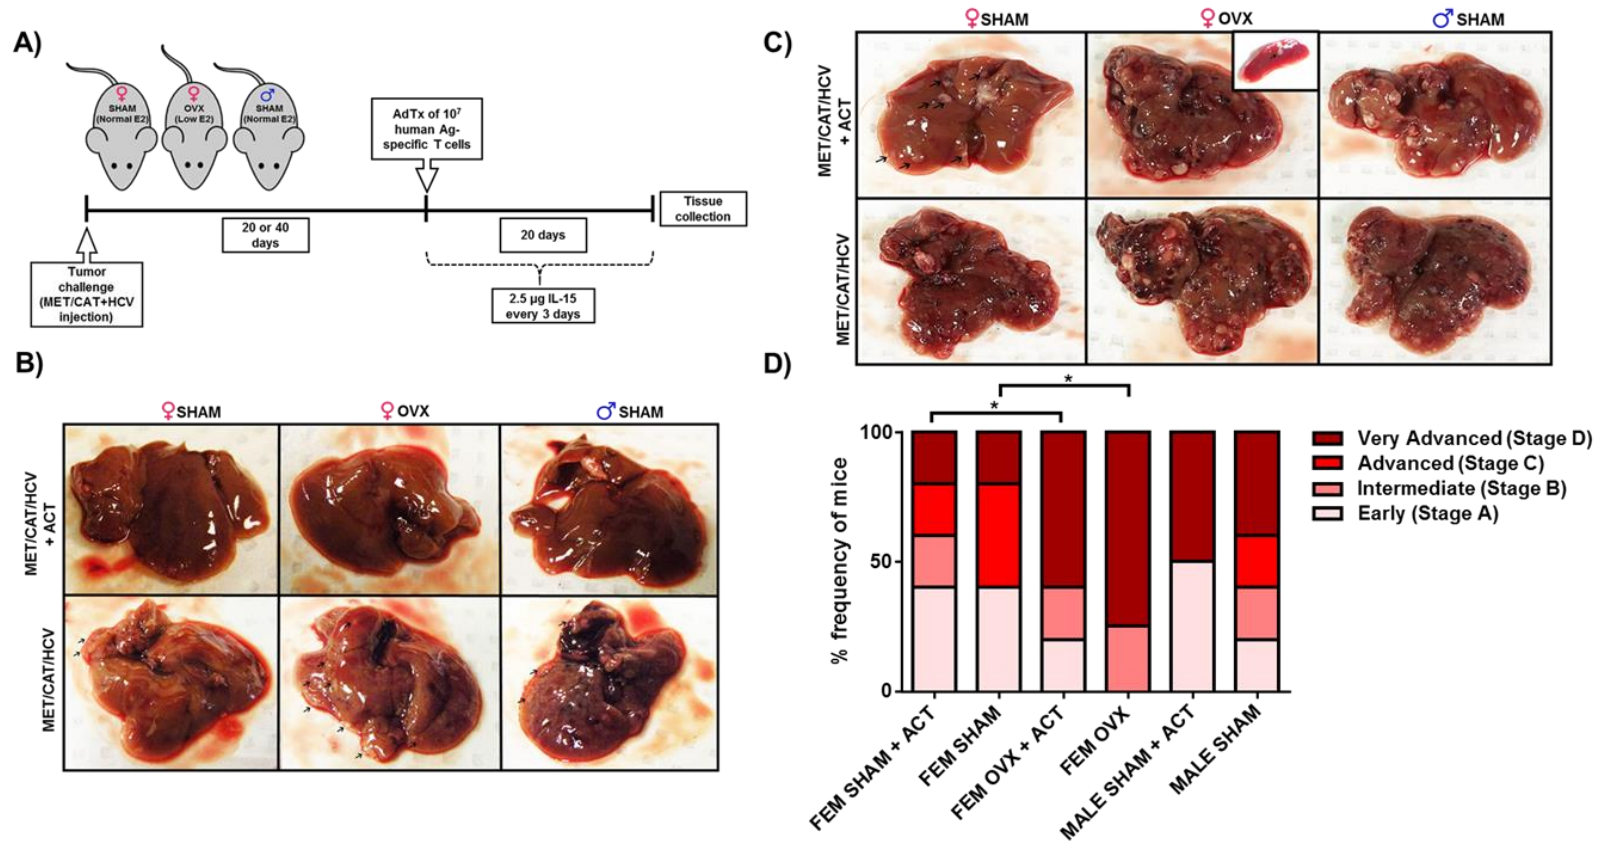 A)
♀
SHAM
(Normal E2)
♀
OVX
(Low E2)
♂
SHAM
(Normal E2)
AdTx of 10⁷
human Ag-
specific T cells
20 or 40
days
20 days
Tissue
collection
Tumor
challenge
(MET/CAT+HCV
injection)
2.5 µg IL-15
every 3 days
B)
♀SHAM
♀OVX
♂SHAM
MET/CAT/HCV
+ ACT
MET/CAT/HCV
C)
♀SHAM
♀OVX
♂SHAM
MET/CAT/HCV
+ ACT
MET/CAT/HCV
D)
*
*
% frequency of mice
100
50
0
FEM SHAM + ACT
FEM SHAM
FEM OVX + ACT
FEM OVX
MALE SHAM + ACT
MALE SHAM
Very Advanced (Stage D)
Advanced (Stage C)
Intermediate (Stage B)
Early (Stage A)